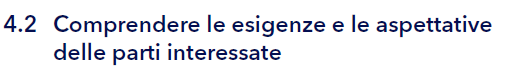 4.2 Comprendere le esigenze e le aspettative
delle parti interessate